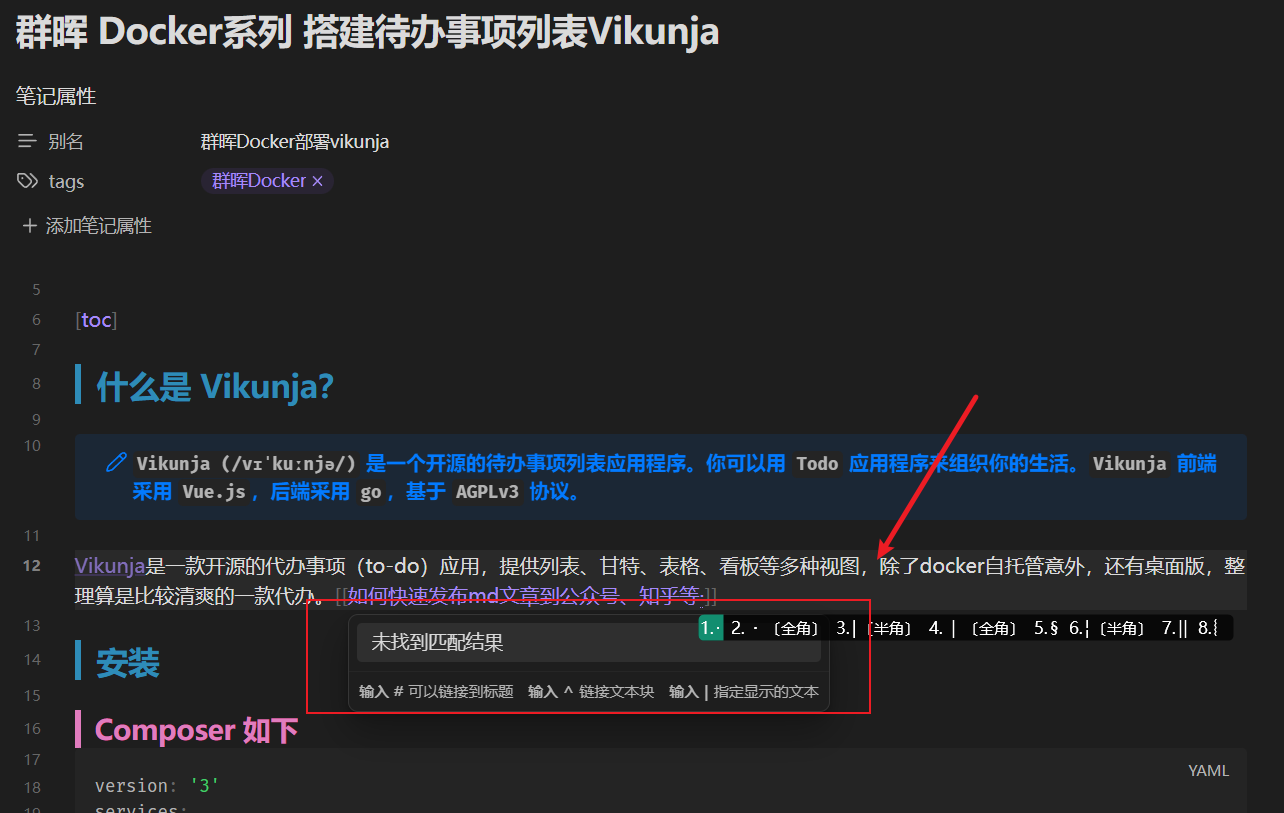 群晖 Docker系列 搭建待办事项列表Vikunja
笔记属性
别名 群晖Docker部署vikunja
tags 群晖Docker ×
+ 添加笔记属性
5
6 [toc]
7
8 什么是 Vikunja?
9
10 Vikunja (/vɪˈkuːnjə/) 是一个开源的待办事项列表应用程序。你可以用 Todo 应用程序来组织你的生活。 Vikunja 前端
采用 Vue.js ，后端采用 go ，基于 AGPLv3 协议。
11
12 Vikunja是一款开源的代办事项（to-do）应用，提供列表、甘特、表格、看板等多种视图，除了docker自托管意外，还有桌面版，整
理算是比较清爽的一款代办。[[如何快速发布md文章到公众号、知乎等·]]
13 1.· 2. · 〔全角〕 3.| 〔半角〕 4. | 〔全角〕 5.§ 6.¦〔半角〕 7.‖ 8.{
未找到匹配结果
14 安装
输入 # 可以链接到标题 输入 ^ 链接文本块 输入 | 指定显示的文本
15
16 Composer 如下
17
YAML
18 version: '3'
19 services: